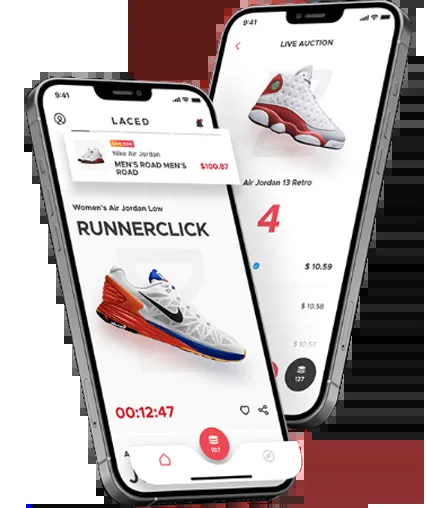 9:41
LIVE AUCTION
Air Jordan 13 Retro
4
$ 10.59
$ 10.58
$ 10.57
137
9:41
LACED
Live now
Nike Air Jordan
MEN'S ROAD MEN'S
ROAD
$100.87
Women's Air Jordan Low
RUNNERCLICK
00:12:47
101